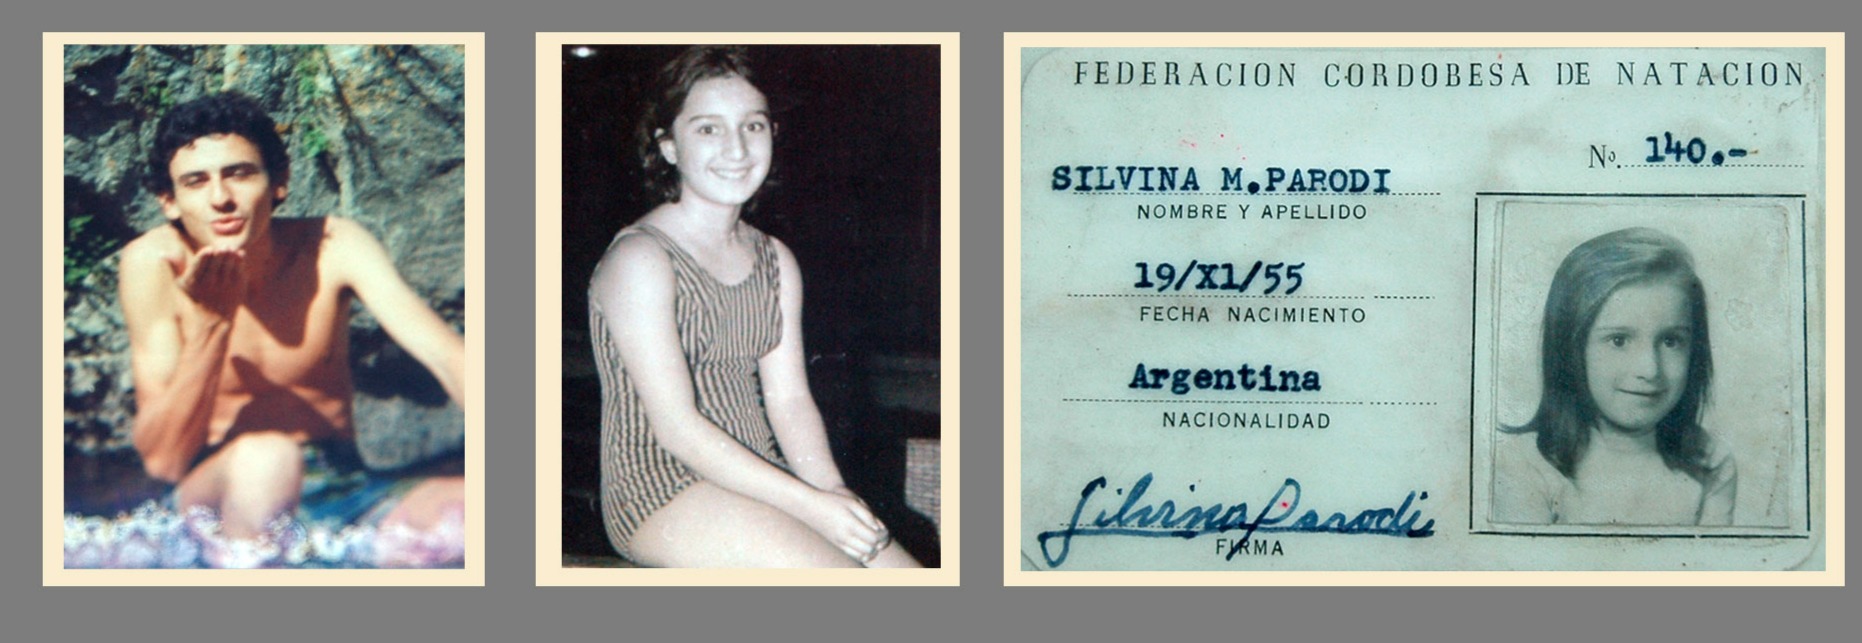 FEDERACION CORDOBESA DE NATACION
No. 140.-
SILVINA M.PARODI
NOMBRE Y APELLIDO
19/X1/55
FECHA NACIMIENTO
Argentina
NACIONALIDAD
Silvina Parodi
FIRMA